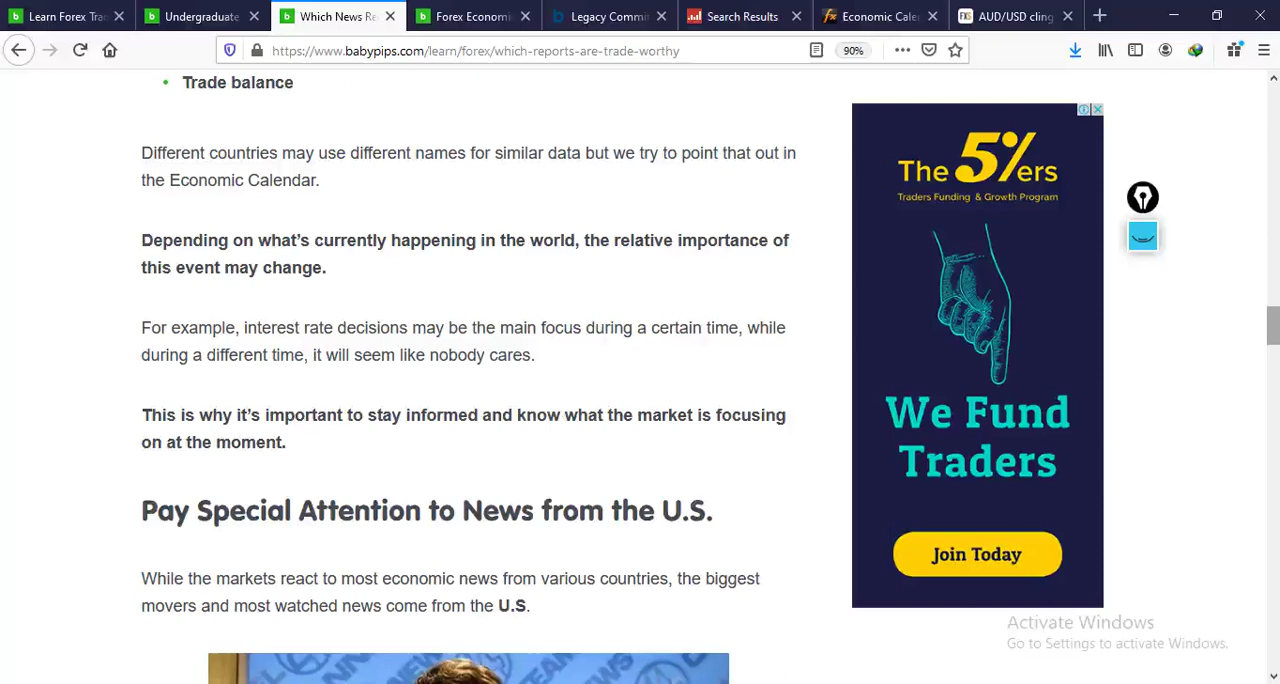 Learn Forex Tra
Undergraduate
Which News Re
Forex Economi
Legacy Commi
Search Results
Economic Cale
AUD/USD cling
https://www.babypips.com/learn/forex/which-reports-are-trade-worthy
90%
• Trade balance
Different countries may use different names for similar data but we try to point that out in
the Economic Calendar.
Depending on what's currently happening in the world, the relative importance of
this event may change.
For example, interest rate decisions may be the main focus during a certain time, while
during a different time, it will seem like nobody cares.
This is why it's important to stay informed and know what the market is focusing
on at the moment.
Pay Special Attention to News from the U.S.
While the markets react to most economic news from various countries, the biggest
movers and most watched news come from the U.S.
The 5%ers
Traders Funding & Growth Program
We Fund
Traders
Join Today
Activate Windows
Go to Settings to activate Windows.